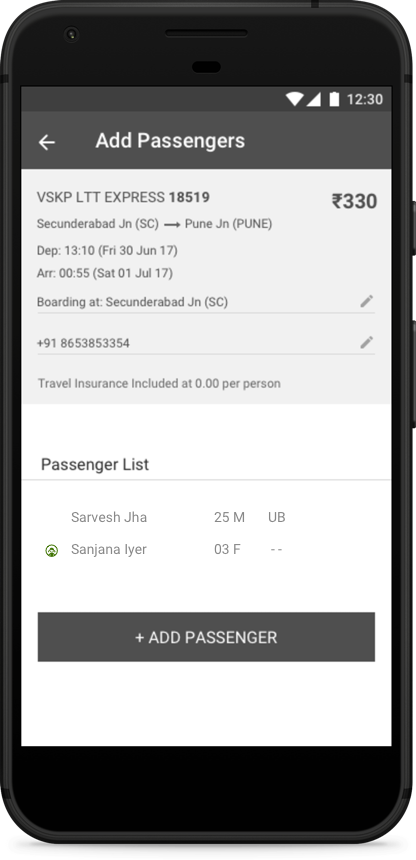 12:30
Add Passengers
VSKP LTT EXPRESS 18519 ₹330
Secunderabad Jn (SC) → Pune Jn (PUNE)
Dep: 13:10 (Fri 30 Jun 17)
Arr: 00:55 (Sat 01 Jul 17)
Boarding at: Secunderabad Jn (SC)
+91 8653853354
Travel Insurance Included at 0.00 per person
Passenger List
Sarvesh Jha 25 M UB
Sanjana Iyer 03 F --
+ ADD PASSENGER